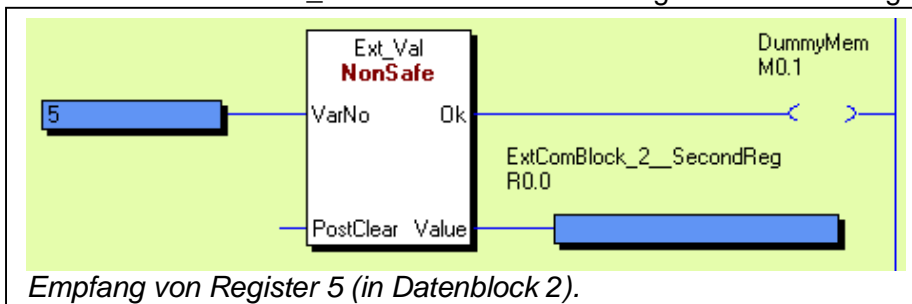 Ext_Val
NonSafe
DummyMem
M0.1
5
VarNo
Ok
ExtComBlock_2__SecondReg
R0.0
PostClear
Value
Empfang von Register 5 (in Datenblock 2).